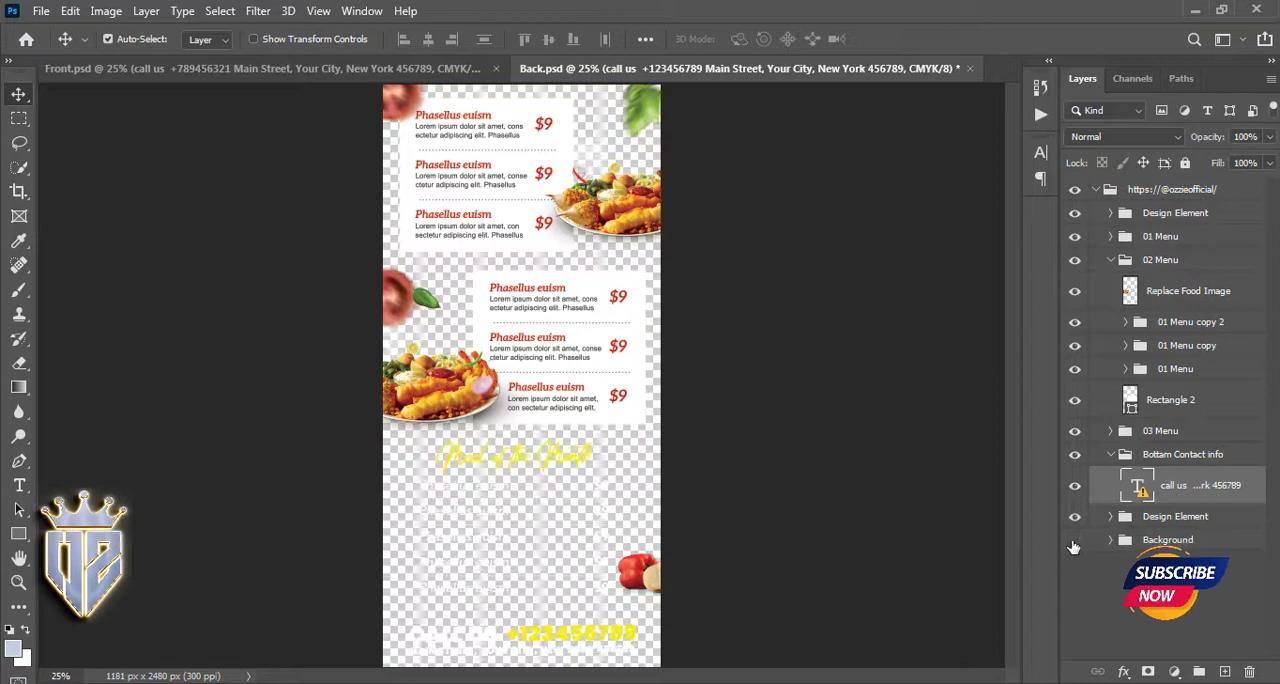 Ps File Edit Image Layer Type Select Filter 3D View Window Help
Auto-Select: Layer Show Transform Controls 3D Mode:
Front.psd @ 25% (call us +789456321 Main Street, Your City, New York 456789, CMYK/... × Back.psd @ 25% (call us +123456789 Main Street, Your City, New York 456789, CMYK/8) * ×
Layers Channels Paths
Kind
Normal Opacity: 100%
Lock: Fill: 100%
https://@ozzieofficial/
Design Element
01 Menu
02 Menu
Replace Food Image
01 Menu copy 2
01 Menu copy
01 Menu
Rectangle 2
03 Menu
Bottam Contact info
call us ...rk 456789
Design Element
Background
SUBSCRIBE
NOW
Phasellus euism $9
Lorem ipsum dolor sit amet, cons
ectetur adipiscing elit. Phasellus
Phasellus euism $9
Lorem ipsum dolor sit amet, conse
ctetur adipiscing elit. Phasellus
Phasellus euism $9
Lorem ipsum dolor sit amet, con
sectetur adipiscing elit. Phasellus
Phasellus euism $9
Lorem ipsum dolor sit amet, cons
ectetur adipiscing elit. Phasellus
Phasellus euism $9
Lorem ipsum dolor sit amet, conse
ctetur adipiscing elit. Phasellus
Phasellus euism $9
Lorem ipsum dolor sit amet,
con sectetur adipiscing elit.
Meal of the Month
+123456789
OZ
25% 1181 px x 2480 px (300 ppi)